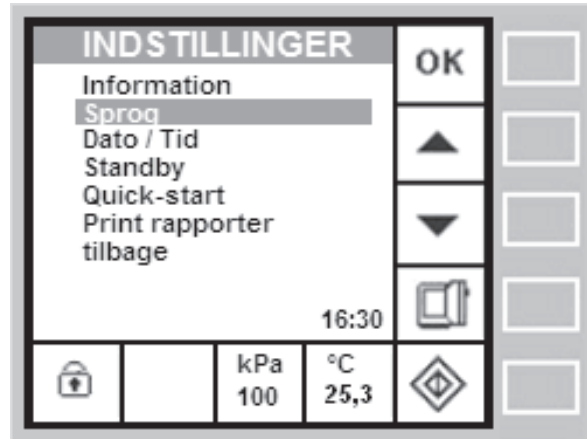 INDSTILLINGER
OK
Information
Sprog
Dato / Tid
Standby
Quick-start
Print rapporter
tilbage
16:30
kPa
100
°C
25,3